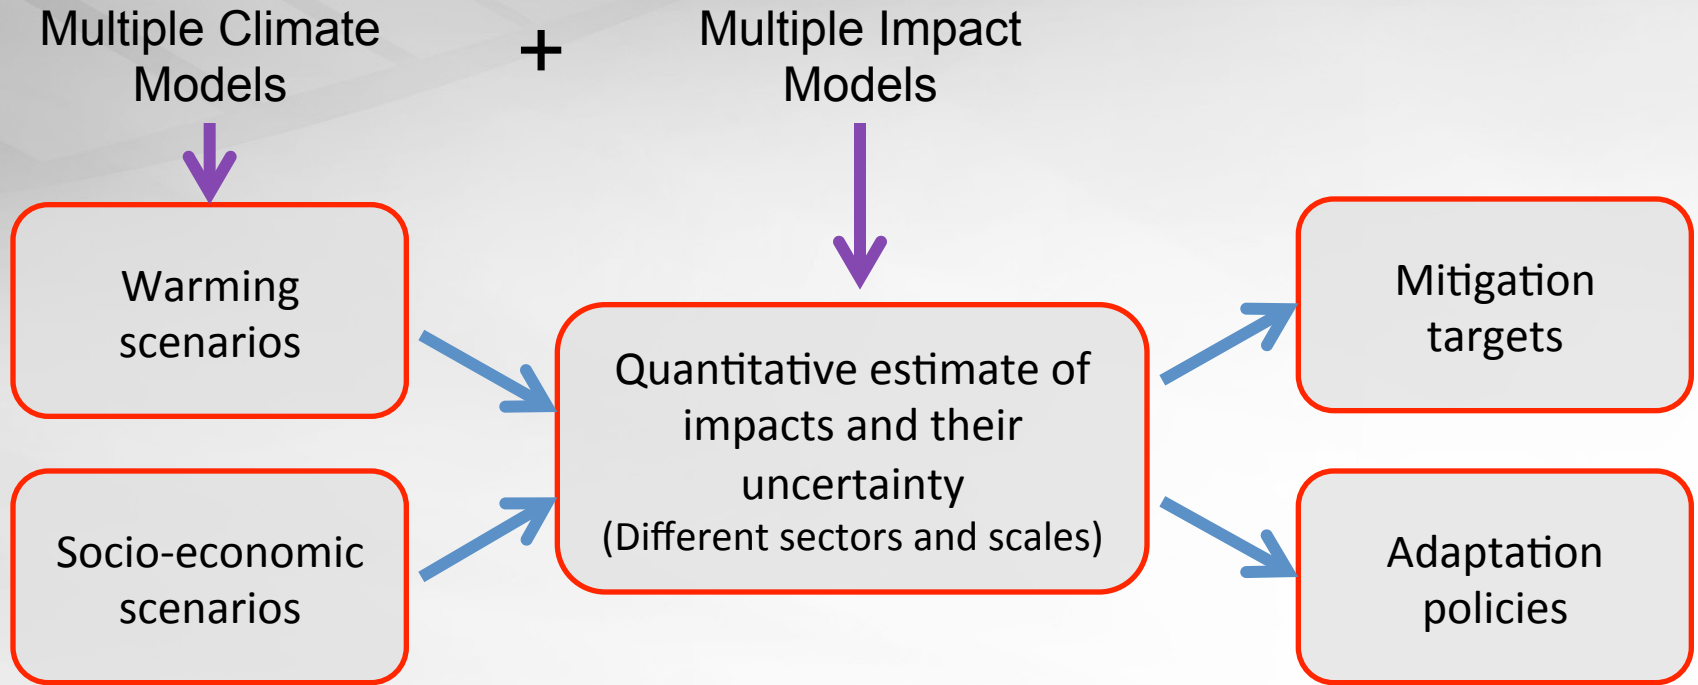 Multiple Climate
Models
+
Multiple Impact
Models
Warming
scenarios
Socio-economic
scenarios
Quantitative estimate of
impacts and their
uncertainty
(Different sectors and scales)
Mitigation
targets
Adaptation
policies